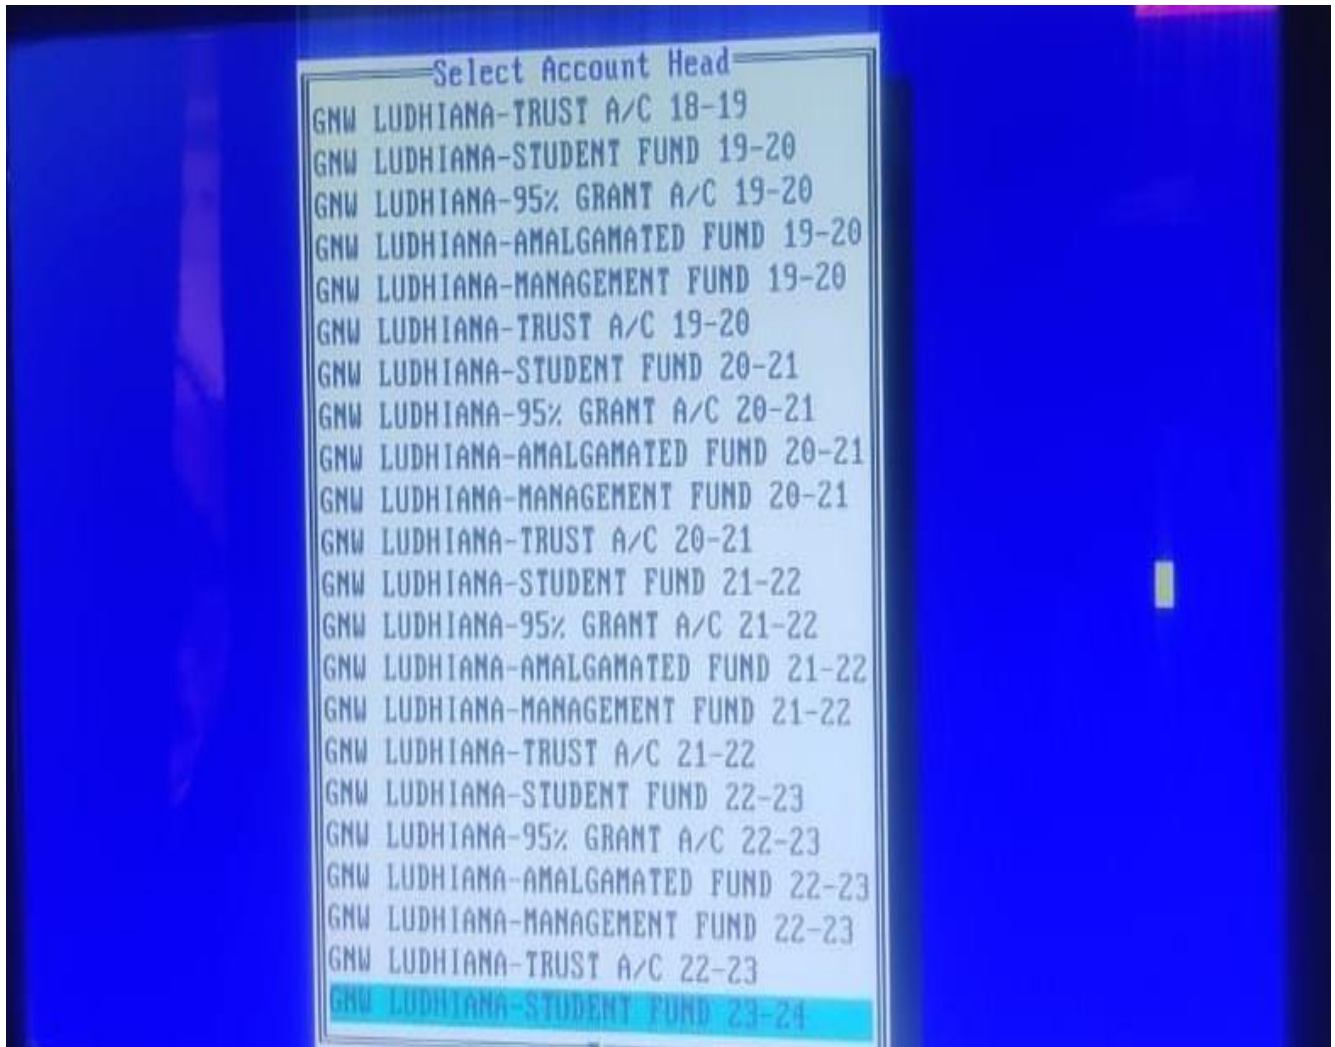 Select Account Head
GNW LUDHIANA-TRUST A/C 18-19
GNW LUDHIANA-STUDENT FUND 19-20
GNW LUDHIANA-95% GRANT A/C 19-20
GNW LUDHIANA-AMALGAMATED FUND 19-20
GNW LUDHIANA-MANAGEMENT FUND 19-20
GNW LUDHIANA-TRUST A/C 19-20
GNW LUDHIANA-STUDENT FUND 20-21
GNW LUDHIANA-95% GRANT A/C 20-21
GNW LUDHIANA-AMALGAMATED FUND 20-21
GNW LUDHIANA-MANAGEMENT FUND 20-21
GNW LUDHIANA-TRUST A/C 20-21
GNW LUDHIANA-STUDENT FUND 21-22
GNW LUDHIANA-95% GRANT A/C 21-22
GNW LUDHIANA-AMALGAMATED FUND 21-22
GNW LUDHIANA-MANAGEMENT FUND 21-22
GNW LUDHIANA-TRUST A/C 21-22
GNW LUDHIANA-STUDENT FUND 22-23
GNW LUDHIANA-95% GRANT A/C 22-23
GNW LUDHIANA-AMALGAMATED FUND 22-23
GNW LUDHIANA-MANAGEMENT FUND 22-23
GNW LUDHIANA-TRUST A/C 22-23
GNW LUDHIANA-STUDENT FUND 23-24